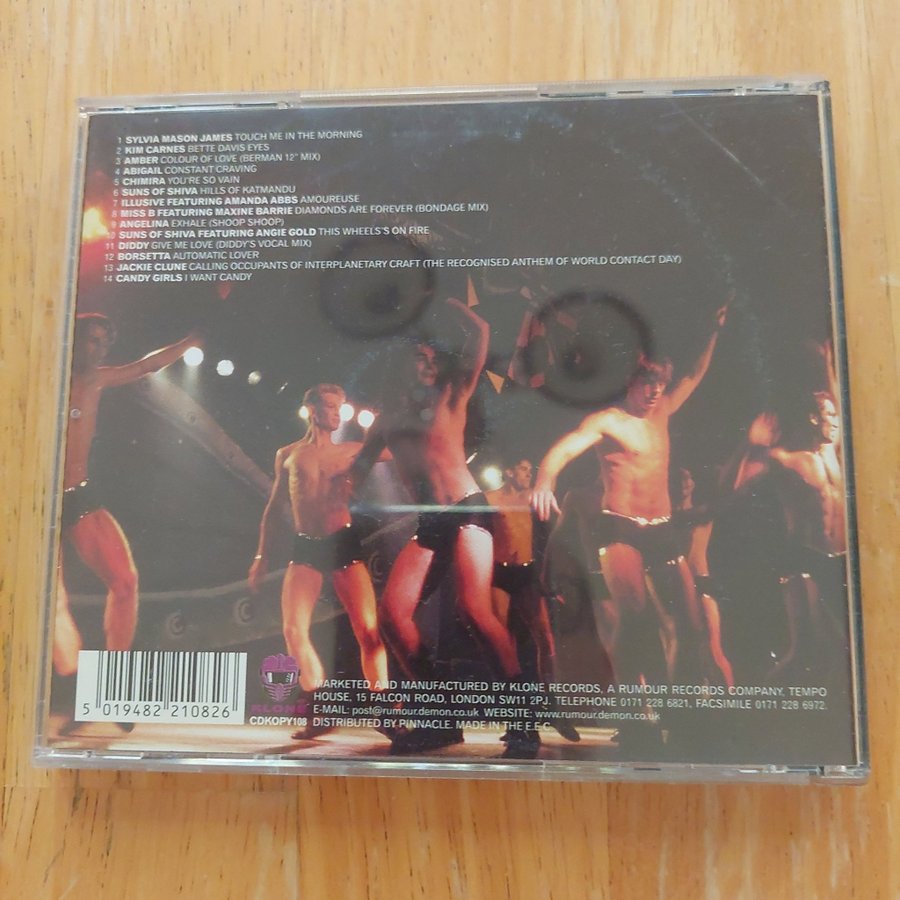 1 SYLVIA MASON JAMES TOUCH ME IN THE MORNING
2 KIM CARNES BETTE DAVIS EYES
3 AMBER COLOUR OF LOVE (BERMAN 12" MIX)
4 ABIGAIL CONSTANT CRAVING
5 CHIMIRA YOU'RE SO VAIN
6 SUNS OF SHIVA HILLS OF KATMANDU
7 ILLUSIVE FEATURING AMANDA ABBS AMOUREUSE
8 MISS B FEATURING MAXINE BARRIE DIAMONDS ARE FOREVER (BONDAGE MIX)
9 ANGELINA EXHALE (SHOOP SHOOP)
10 SUNS OF SHIVA FEATURING ANGIE GOLD THIS WHEELS'S ON FIRE
11 DIDDY GIVE ME LOVE (DIDDY'S VOCAL MIX)
12 BORSETTA AUTOMATIC LOVER
13 JACKIE CLUNE CALLING OCCUPANTS OF INTERPLANETARY CRAFT (THE RECOGNISED ANTHEM OF WORLD CONTACT DAY)
14 CANDY GIRLS I WANT CANDY
5 019482 210826
KLONE
CDKOPY108
MARKETED AND MANUFACTURED BY KLONE RECORDS, A RUMOUR RECORDS COMPANY, TEMPO
HOUSE, 15 FALCON ROAD, LONDON SW11 2PJ. TELEPHONE 0171 228 6821, FACSIMILE 0171 228 6972.
E-MAIL: post@rumour.demon.co.uk WEBSITE: www.rumour.demon.co.uk
DISTRIBUTED BY PINNACLE. MADE IN THE E.E.C.